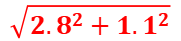 √2.8² + 1.1²